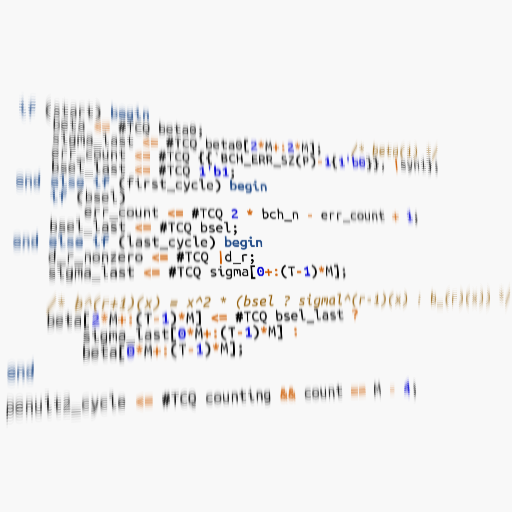 if (start) begin
beta <= #TCQ beta0;
sigma_last <= #TCQ beta0[2*M+:2*M]; /* beta(1) */
err_count <= #TCQ {{`BCH_ERR_SZ(P)-1{1'b0}}, |syn1};
bsel_last <= #TCQ 1'b1;
end else if (first_cycle) begin
if (bsel)
err_count <= #TCQ 2 * bch_n - err_count + 1;
bsel_last <= #TCQ bsel;
end else if (last_cycle) begin
d_r_nonzero <= #TCQ |d_r;
sigma_last <= #TCQ sigma[0+:(T-1)*M];
/* b^(r+1)(x) = x^2 * (bsel ? sigmal^(r-1)(x) : b_(r)(x)) */
beta[2*M+:(T-1)*M] <= #TCQ bsel_last ?
sigma_last[0*M+:(T-1)*M] :
beta[0*M+:(T-1)*M];
end
penult2_cycle <= #TCQ counting && count == M - 4;